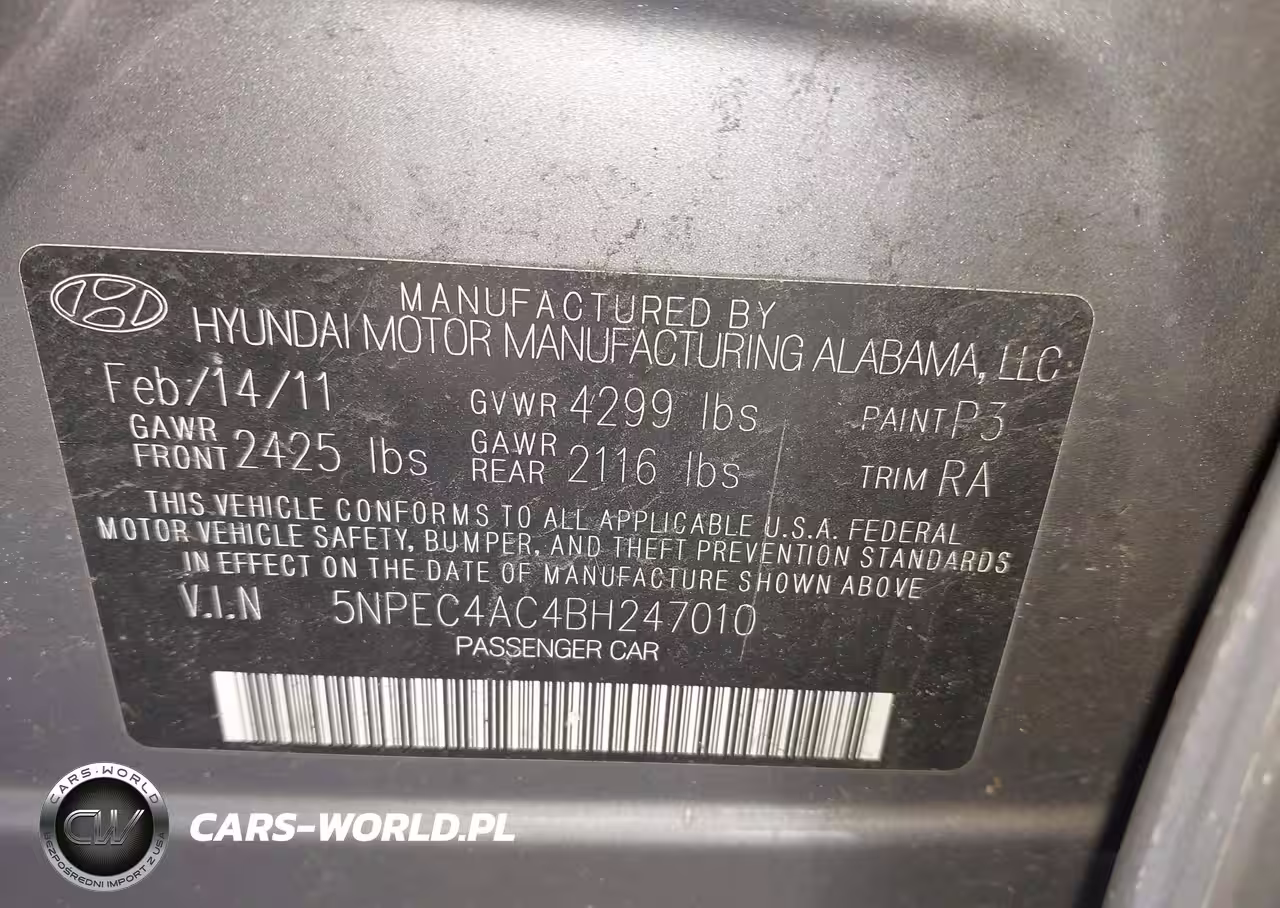 MANUFACTURED BY
HYUNDAI MOTOR MANUFACTURING ALABAMA, LLC
Feb/14/11 GVWR 4299 lbs PAINT P3
GAWR FRONT 2425 lbs GAWR REAR 2116 lbs TRIM RA
THIS VEHICLE CONFORMS TO ALL APPLICABLE U.S.A. FEDERAL
MOTOR VEHICLE SAFETY, BUMPER, AND THEFT PREVENTION STANDARDS
IN EFFECT ON THE DATE OF MANUFACTURE SHOWN ABOVE
V.I.N 5NPEC4AC4BH247010
PASSENGER CAR
CARS-WORLD
CW
BEZPOŚREDNI IMPORT Z USA
CARS-WORLD.PL